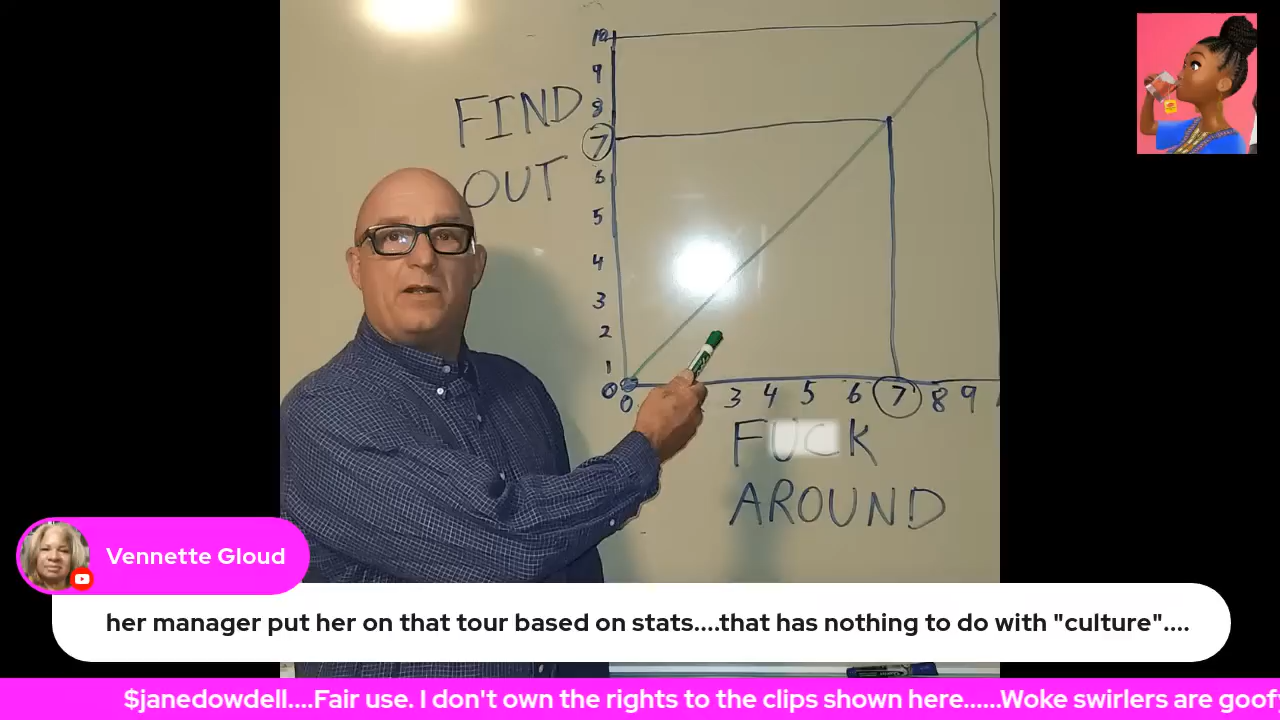 FIND
OUT
10
9
8
7
6
5
4
3
2
1
0
0
3 4 5 6 7 8 9
FUCK
AROUND
Vennette Gloud
her manager put her on that tour based on stats....that has nothing to do with "culture"....
$janedowdell....Fair use. I don't own the rights to the clips shown here......Woke swirlers are goofy